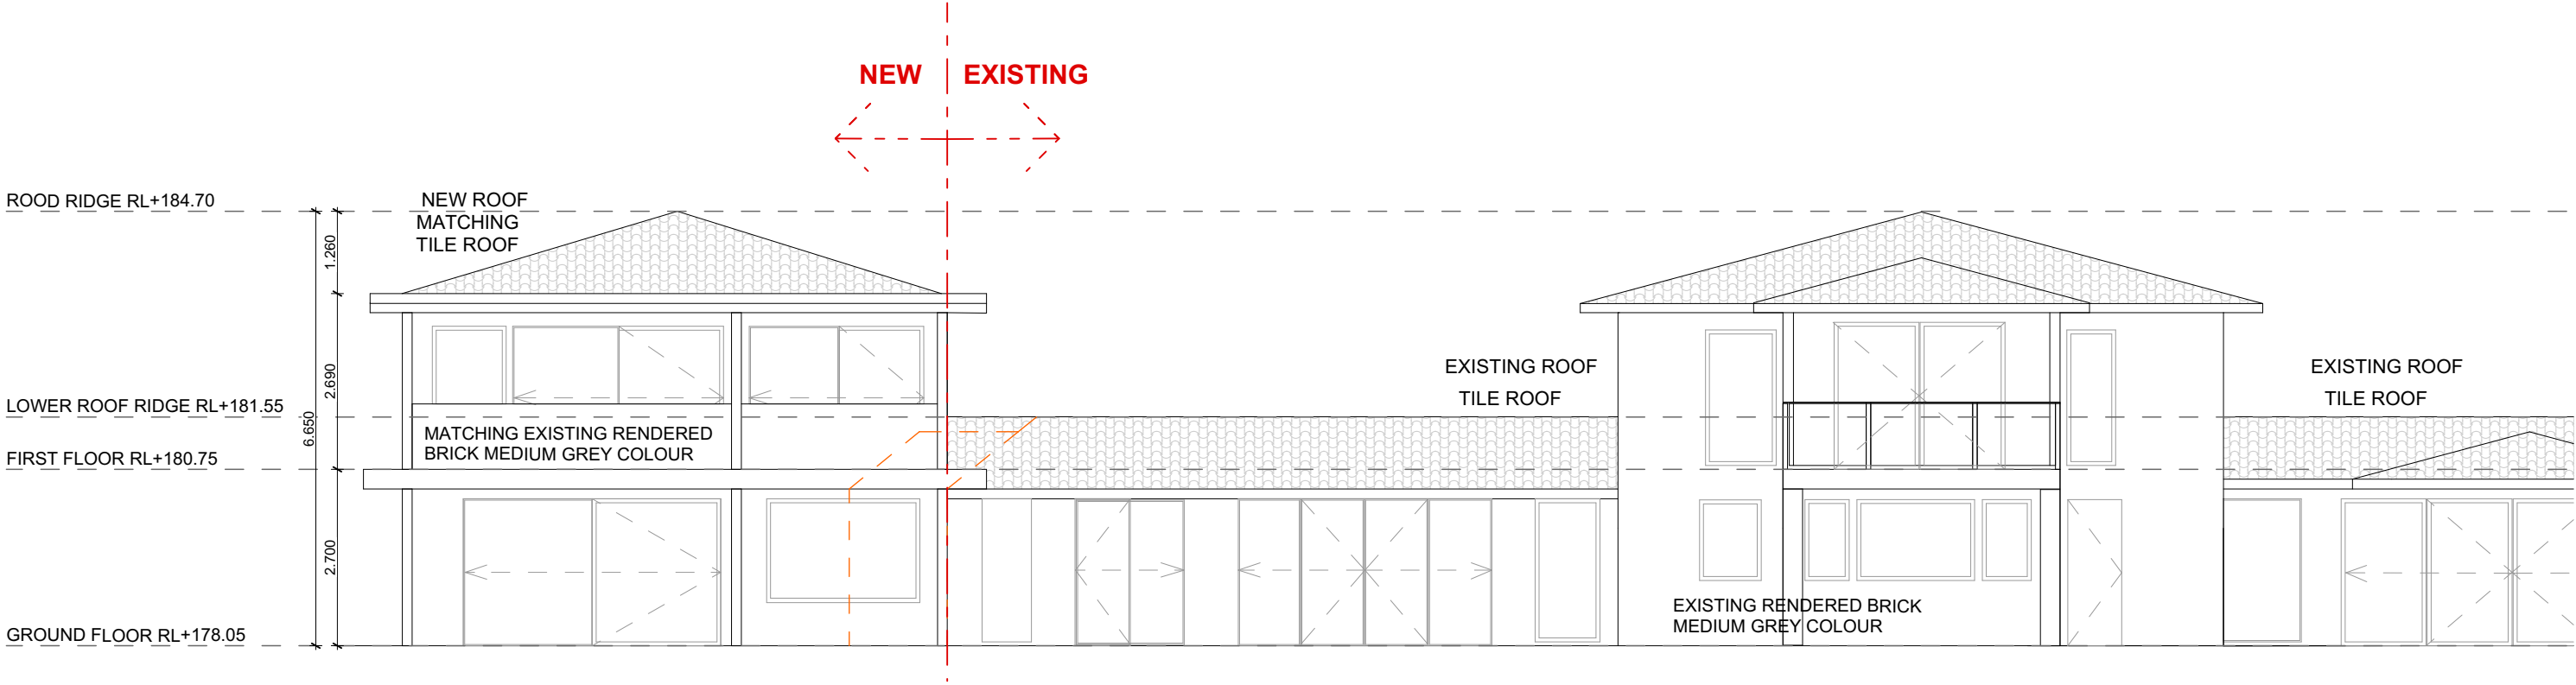 NEW EXISTING
ROOD RIDGE RL+184.70
NEW ROOF
MATCHING
TILE ROOF
1.260
2.690
6.650
2.700
LOWER ROOF RIDGE RL+181.55
FIRST FLOOR RL+180.75
GROUND FLOOR RL+178.05
MATCHING EXISTING RENDERED
BRICK MEDIUM GREY COLOUR
EXISTING ROOF
TILE ROOF
EXISTING RENDERED BRICK
MEDIUM GREY COLOUR
EXISTING ROOF
TILE ROOF